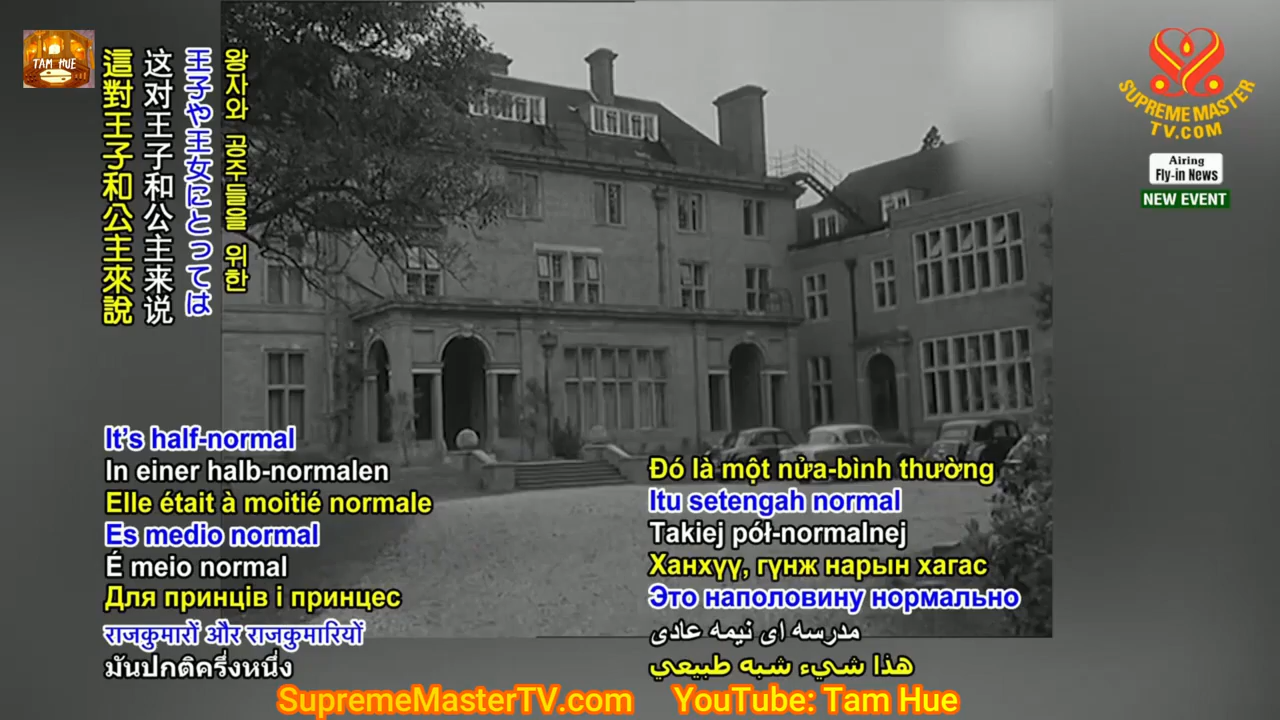 TAM HUE
這對王子和公主來說
这对王子和公主来说
王子や王女にとっては
왕자와 공주들을 위한
SUPREME MASTER
TV.COM
Airing
Fly-in News
NEW EVENT
It's half-normal
In einer halb-normalen
Elle était à moitié normale
Es medio normal
É meio normal
Для принців і принцес
राजकुमारों और राजकुमारियों
มันปกติครึ่งหนึ่ง
Đó là một nửa-bình thường
Itu setengah normal
Takiej pół-normalnej
Ханхүү, гүнж нарын хагас
Это наполовину нормально
مدرسه ای نیمه عادی
هذا شيء شبه طبيعي
SupremeMasterTV.com YouTube: Tam Hue